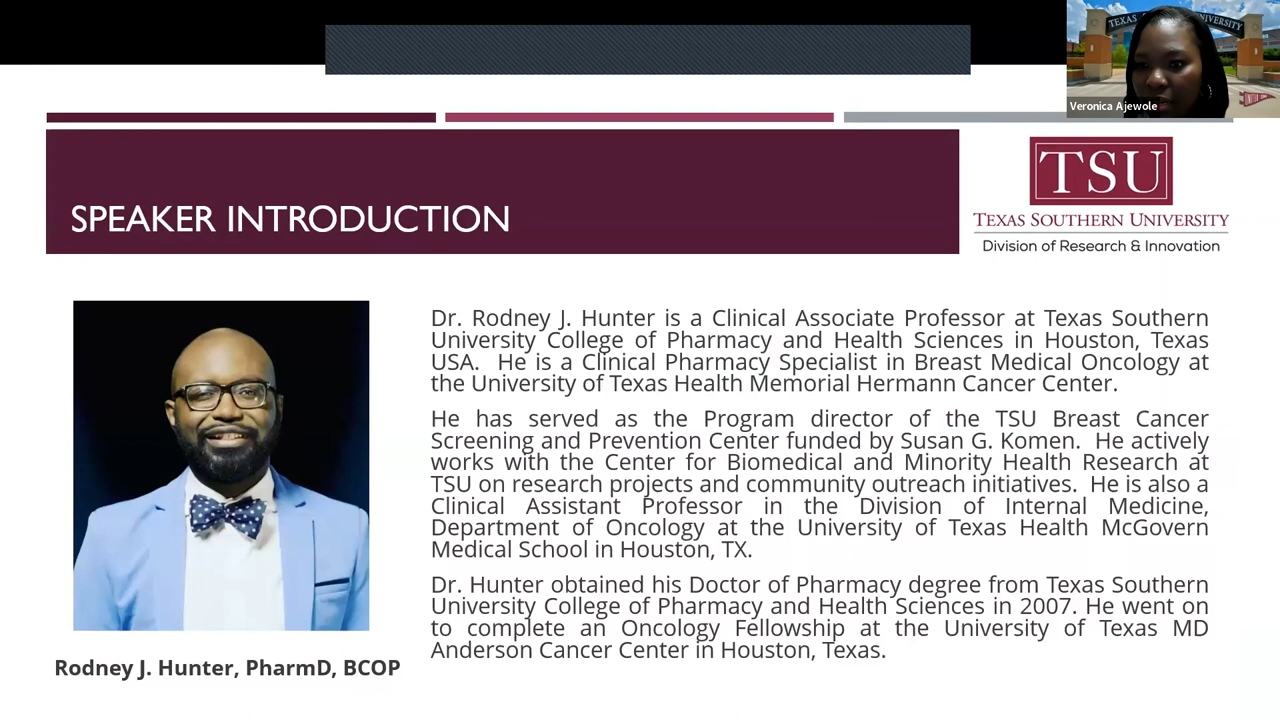 TEXAS SOUTHERN UNIVERSITY
Veronica Ajewole
SPEAKER INTRODUCTION
TSU
TEXAS SOUTHERN UNIVERSITY
Division of Research & Innovation
Dr. Rodney J. Hunter is a Clinical Associate Professor at Texas Southern
University College of Pharmacy and Health Sciences in Houston, Texas
USA. He is a Clinical Pharmacy Specialist in Breast Medical Oncology at
the University of Texas Health Memorial Hermann Cancer Center.
He has served as the Program director of the TSU Breast Cancer
Screening and Prevention Center funded by Susan G. Komen. He actively
works with the Center for Biomedical and Minority Health Research at
TSU on research projects and community outreach initiatives. He is also a
Clinical Assistant Professor in the Division of Internal Medicine,
Department of Oncology at the University of Texas Health McGovern
Medical School in Houston, TX.
Dr. Hunter obtained his Doctor of Pharmacy degree from Texas Southern
University College of Pharmacy and Health Sciences in 2007. He went on
to complete an Oncology Fellowship at the University of Texas MD
Anderson Cancer Center in Houston, Texas.
Rodney J. Hunter, PharmD, BCOP